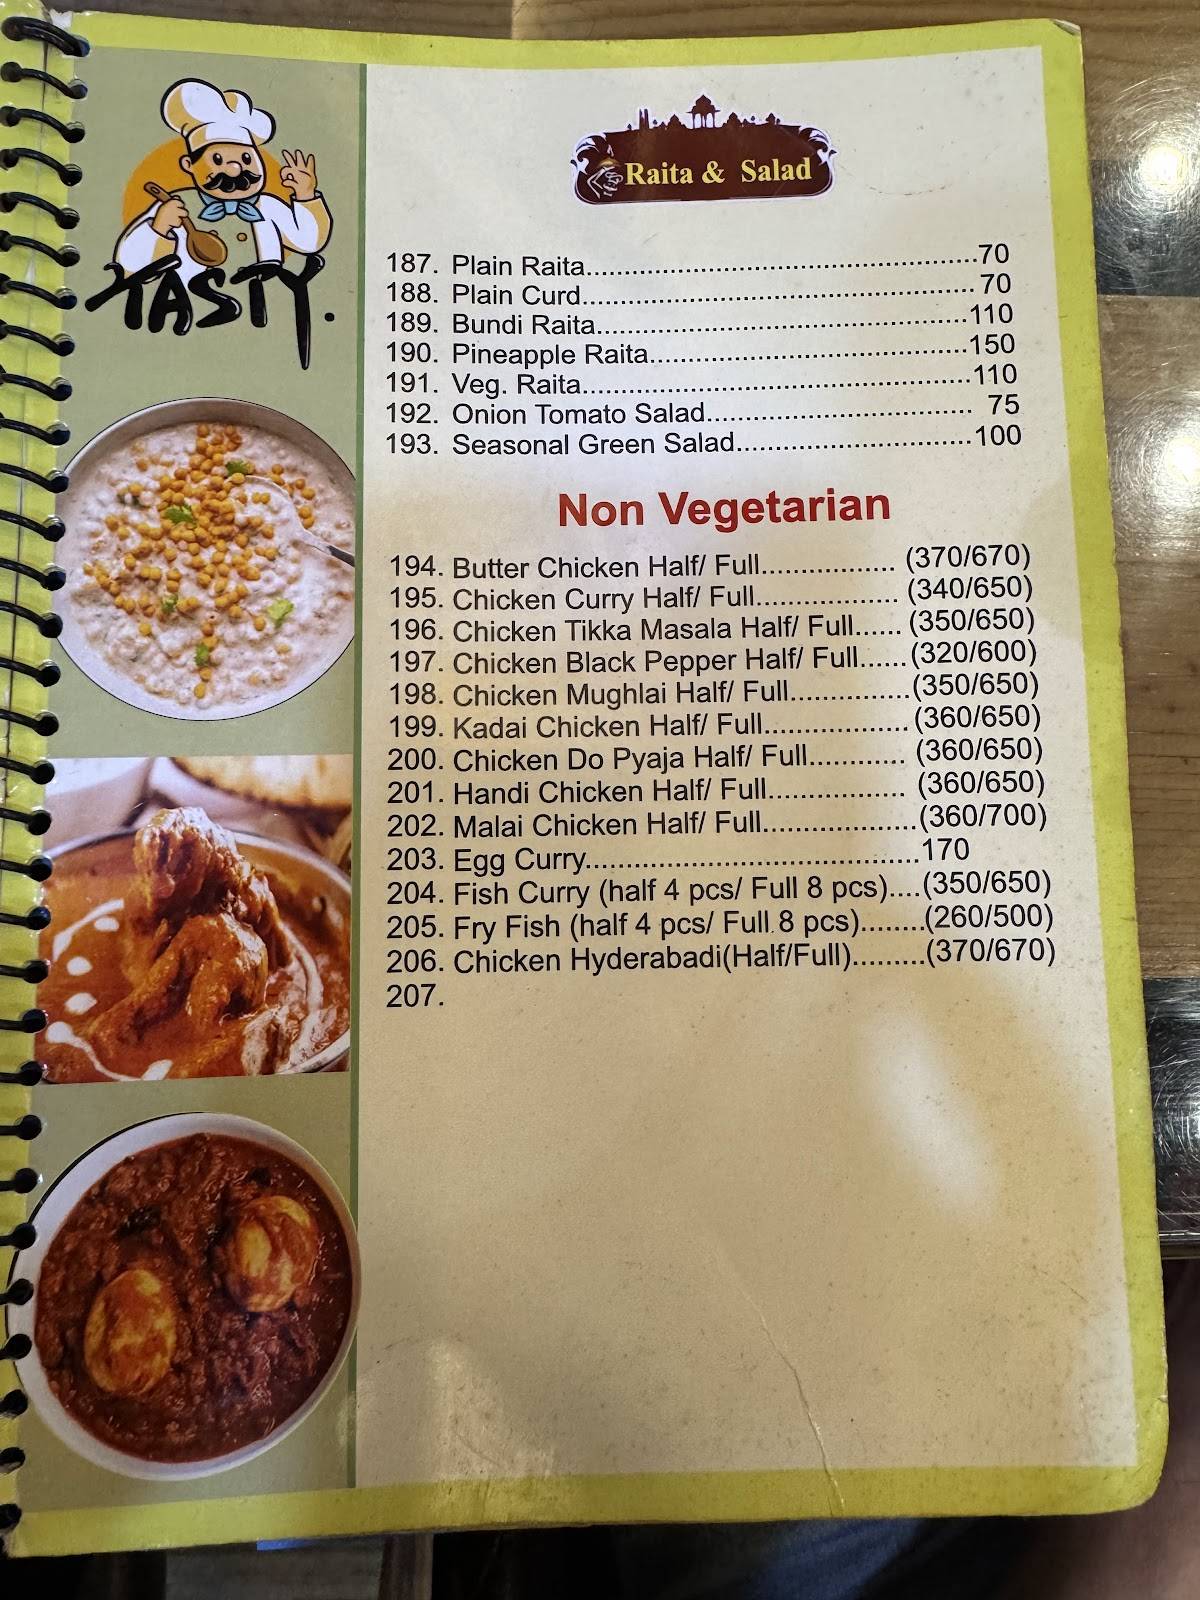 TASTY.
Raita & Salad
187. Plain Raita..........................................70
188. Plain Curd.......................................... 70
189. Bundi Raita........................................110
190. Pineapple Raita..................................150
191. Veg. Raita..........................................110
192. Onion Tomato Salad............................ 75
193. Seasonal Green Salad.........................100
Non Vegetarian
194. Butter Chicken Half/ Full................. (370/670)
195. Chicken Curry Half/ Full.................. (340/650)
196. Chicken Tikka Masala Half/ Full...... (350/650)
197. Chicken Black Pepper Half/ Full......(320/600)
198. Chicken Mughlai Half/ Full...............(350/650)
199. Kadai Chicken Half/ Full.................. (360/650)
200. Chicken Do Pyaja Half/ Full............ (360/650)
201. Handi Chicken Half/ Full................. (360/650)
202. Malai Chicken Half/ Full...................(360/700)
203. Egg Curry.........................................170
204. Fish Curry (half 4 pcs/ Full 8 pcs)....(350/650)
205. Fry Fish (half 4 pcs/ Full 8 pcs)........(260/500)
206. Chicken Hyderabadi(Half/Full).........(370/670)
207.